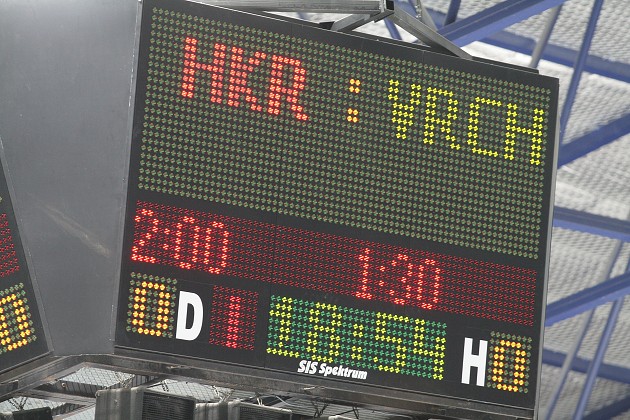 HKR : VRCH
2:00 1:30
0 D 1 18:54 H 0
SIS Spektrum